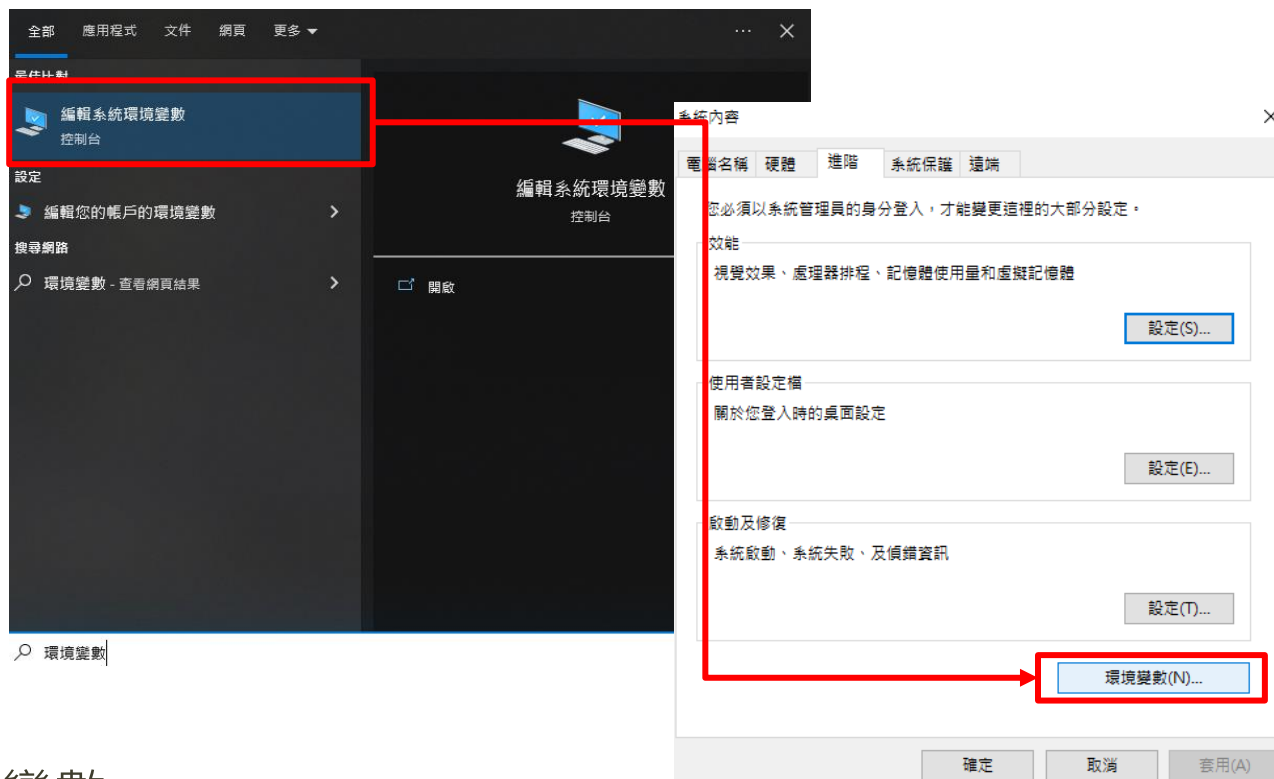 全部 應用程式 文件 網頁 更多
最佳比對
編輯系統環境變數
控制台
設定
編輯您的帳戶的環境變數
搜尋網路
環境變數 - 查看網頁結果
環境變數
編輯系統環境變數
控制台
開啟
系統內容
電腦名稱 硬體 進階 系統保護 遠端
您必須以系統管理員的身分登入，才能變更這裡的大部分設定。
效能
視覺效果、處理器排程、記憶體使用量和虛擬記憶體
設定(S)...
使用者設定檔
關於您登入時的桌面設定
設定(E)...
啟動及修復
系統啟動、系統失敗、及偵錯資訊
設定(T)...
環境變數(N)...
確定 取消 套用(A)
變數